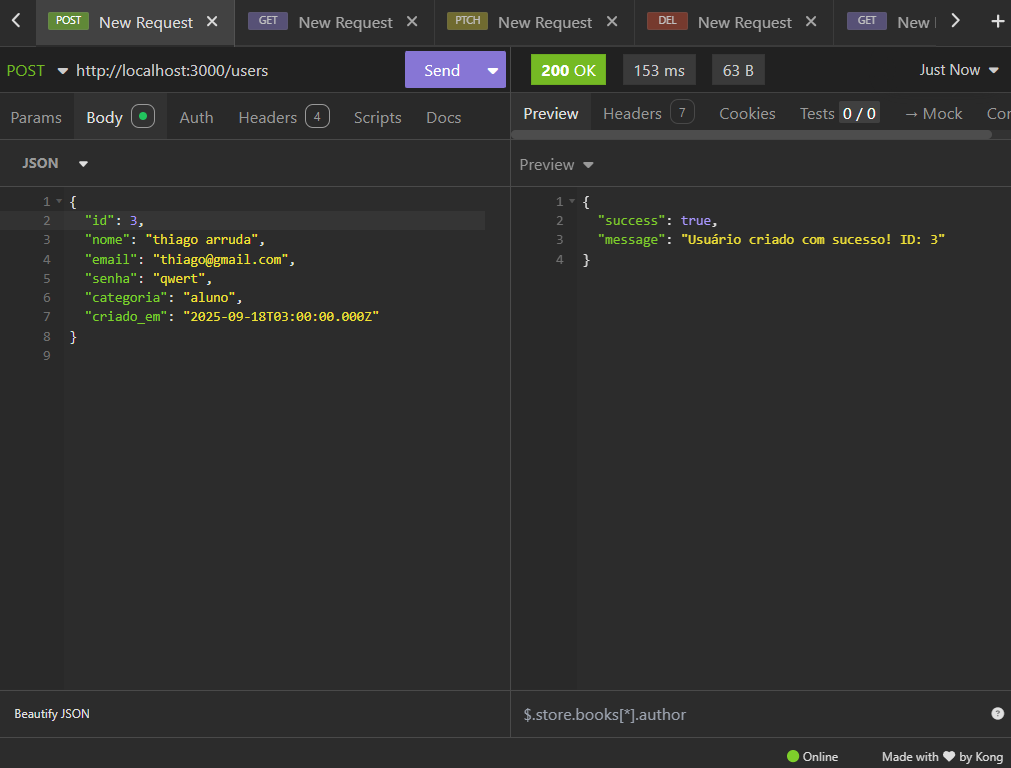 POST New Request GET New Request PTCH New Request DEL New Request GET New
POST http://localhost:3000/users Send 200 OK 153 ms 63 B Just Now
Params Body Auth Headers 4 Scripts Docs
Preview Headers 7 Cookies Tests 0 / 0 → Mock Con
JSON
Preview
1 {
2 "id": 3,
3 "nome": "thiago arruda",
4 "email": "thiago@gmail.com",
5 "senha": "qwert",
6 "categoria": "aluno",
7 "criado_em": "2025-09-18T03:00:00.000Z"
8 }
9
1 {
2 "success": true,
3 "message": "Usuário criado com sucesso! ID: 3"
4 }
Beautify JSON
$.store.books[*].author
?
Online Made with ❤ by Kong